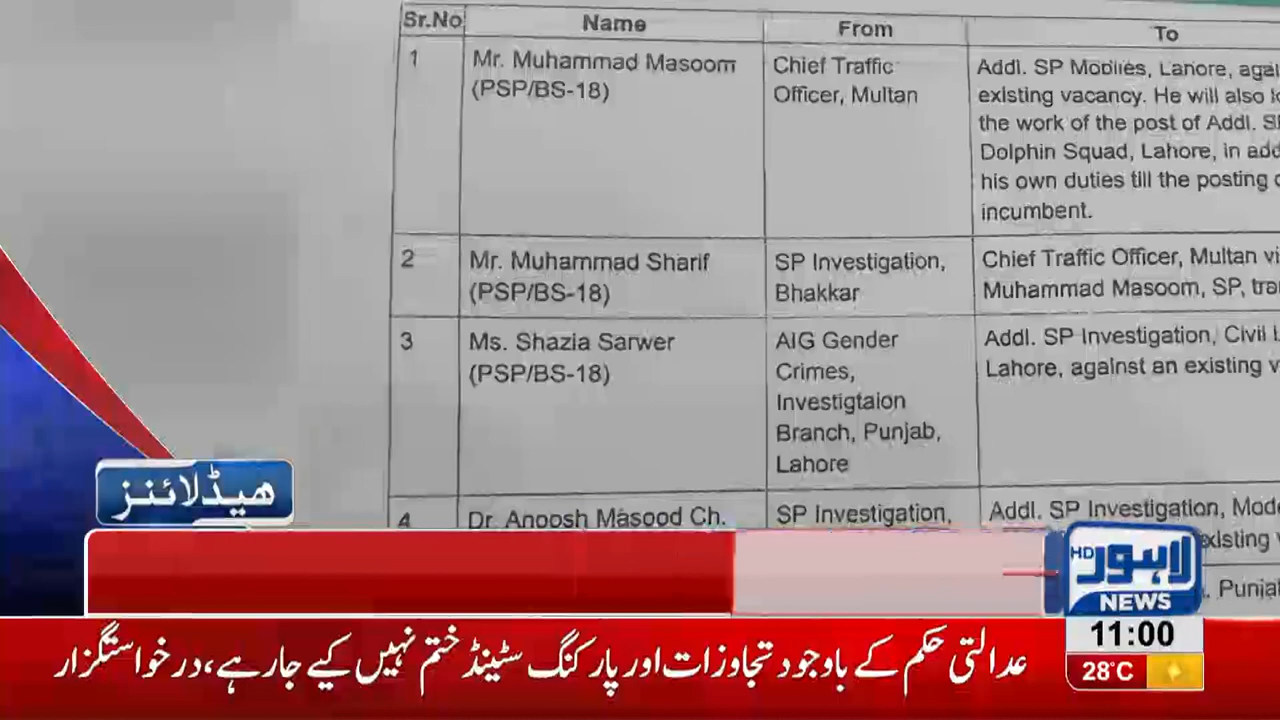 Sr.No Name From To
1 Mr. Muhammad Masoom Chief Traffic Addl. SP Mobiles, Lahore,
(PSP/BS-18) Officer, Multan existing vacancy. He will also
the work of the post of Addl.
Dolphin Squad, Lahore, in
his own duties till the posting
incumbent.
2 Mr. Muhammad Sharif SP Investigation, Chief Traffic Officer, Multan
(PSP/BS-18) Bhakkar Muhammad Masoom, SP,
3 Ms. Shazia Sarwer AIG Gender Addl. SP Investigation, Civil
(PSP/BS-18) Crimes, Lahore, against an existing
Investigtaion
Branch, Punjab,
Lahore
4 Dr. Anoosh Masood Ch. SP Investigation, Addl. SP Investigation,
ہیڈلائنز
HD لاہور
NEWS
11:00
28°C
عدالتی حکم کے باوجود تجاوزات اور پارکنگ سٹینڈ ختم نہیں کیے جارہے، درخواستگزار